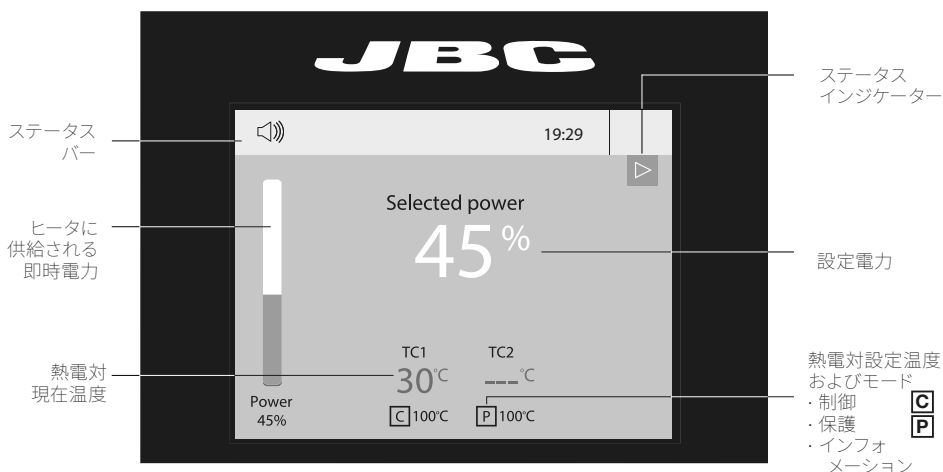 JBC
ステータス
インジケーター
ステータス
バー
19:29
Selected power
45%
ヒータに
供給される
即時電力
設定電力
TC1
TC2
30℃
---℃
熱電対
現在温度
Power
45%
C 100℃
P 100℃
熱電対設定温度
およびモード
・制御 C
・保護 P
・インフォ
メーション